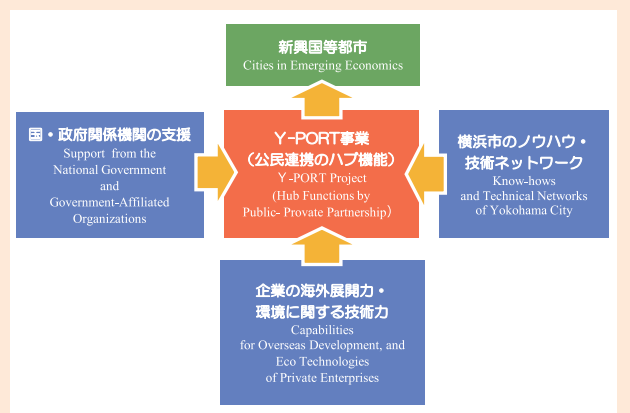 新興国等都市
Cities in Emerging Economics
国・政府関係機関の支援
Support from the
National Government
and
Government-Affiliated
Organizations
Y-PORT事業
（公民連携のハブ機能）
Y-PORT Project
(Hub Functions by
Public- Provate Partnership)
横浜市のノウハウ・
技術ネットワーク
Know-hows
and Technical Networks
of Yokohama City
企業の海外展開力・
環境に関する技術力
Capabilities
for Overseas Development, and
Eco Technologies
of Private Enterprises